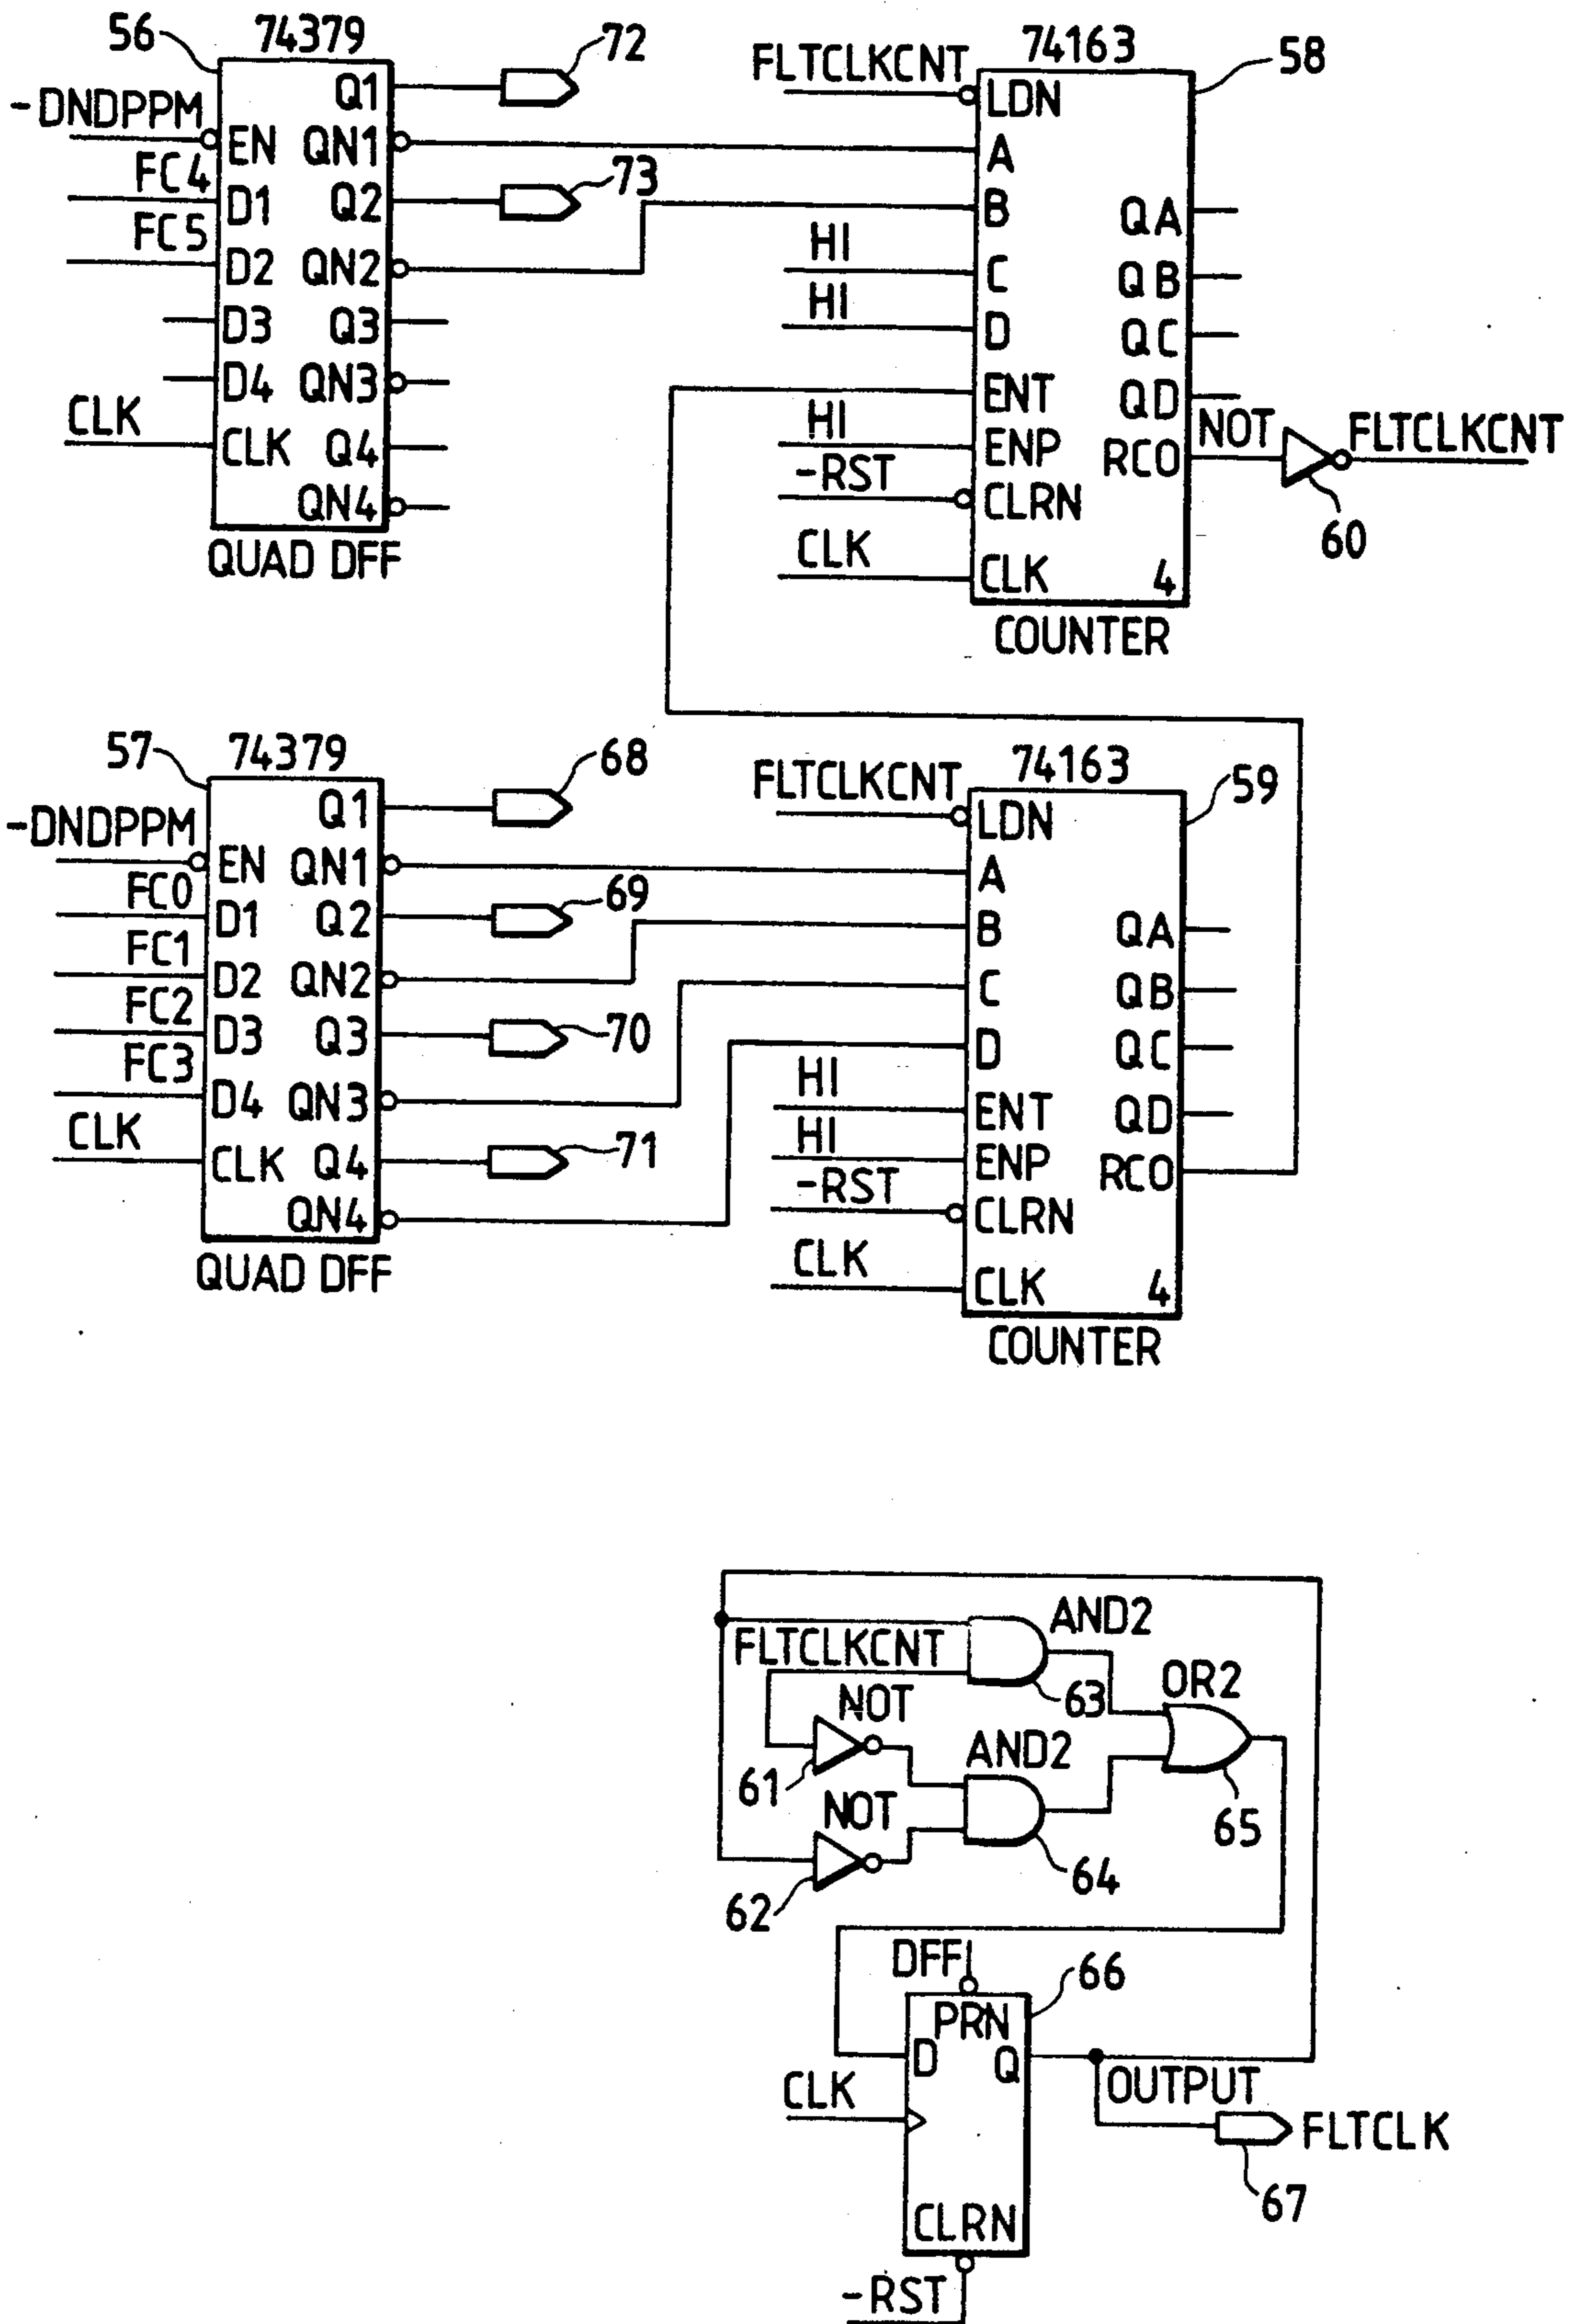 56
74379
72
-DNDPPM
EN
FC4
D1
FC5
D2
D3
D4
CLK
CLK
Q1
QN1
Q2
QN2
Q3
QN3
Q4
QN4
73
QUAD DFF
74163
58
FLTCLKCNT
LDN
A
B
HI
C
HI
D
ENT
HI
ENP
-RST
CLRN
CLK
CLK
QA
QB
QC
QD
RCO
4
NOT
FLTCLKCNT
60
COUNTER
57
74379
68
-DNDPPM
EN
FC0
D1
FC1
D2
FC2
D3
FC3
D4
CLK
CLK
Q1
QN1
Q2
QN2
Q3
QN3
Q4
QN4
69
70
71
QUAD DFF
74163
59
FLTCLKCNT
LDN
A
B
C
D
HI
ENT
HI
ENP
-RST
CLRN
CLK
CLK
QA
QB
QC
QD
RCO
4
COUNTER
AND2
FLTCLKCNT
63
OR2
NOT
61
AND2
NOT
65
64
62
DFF
66
PRN
D
Q
CLK
OUTPUT
FLTCLK
67
CLRN
-RST